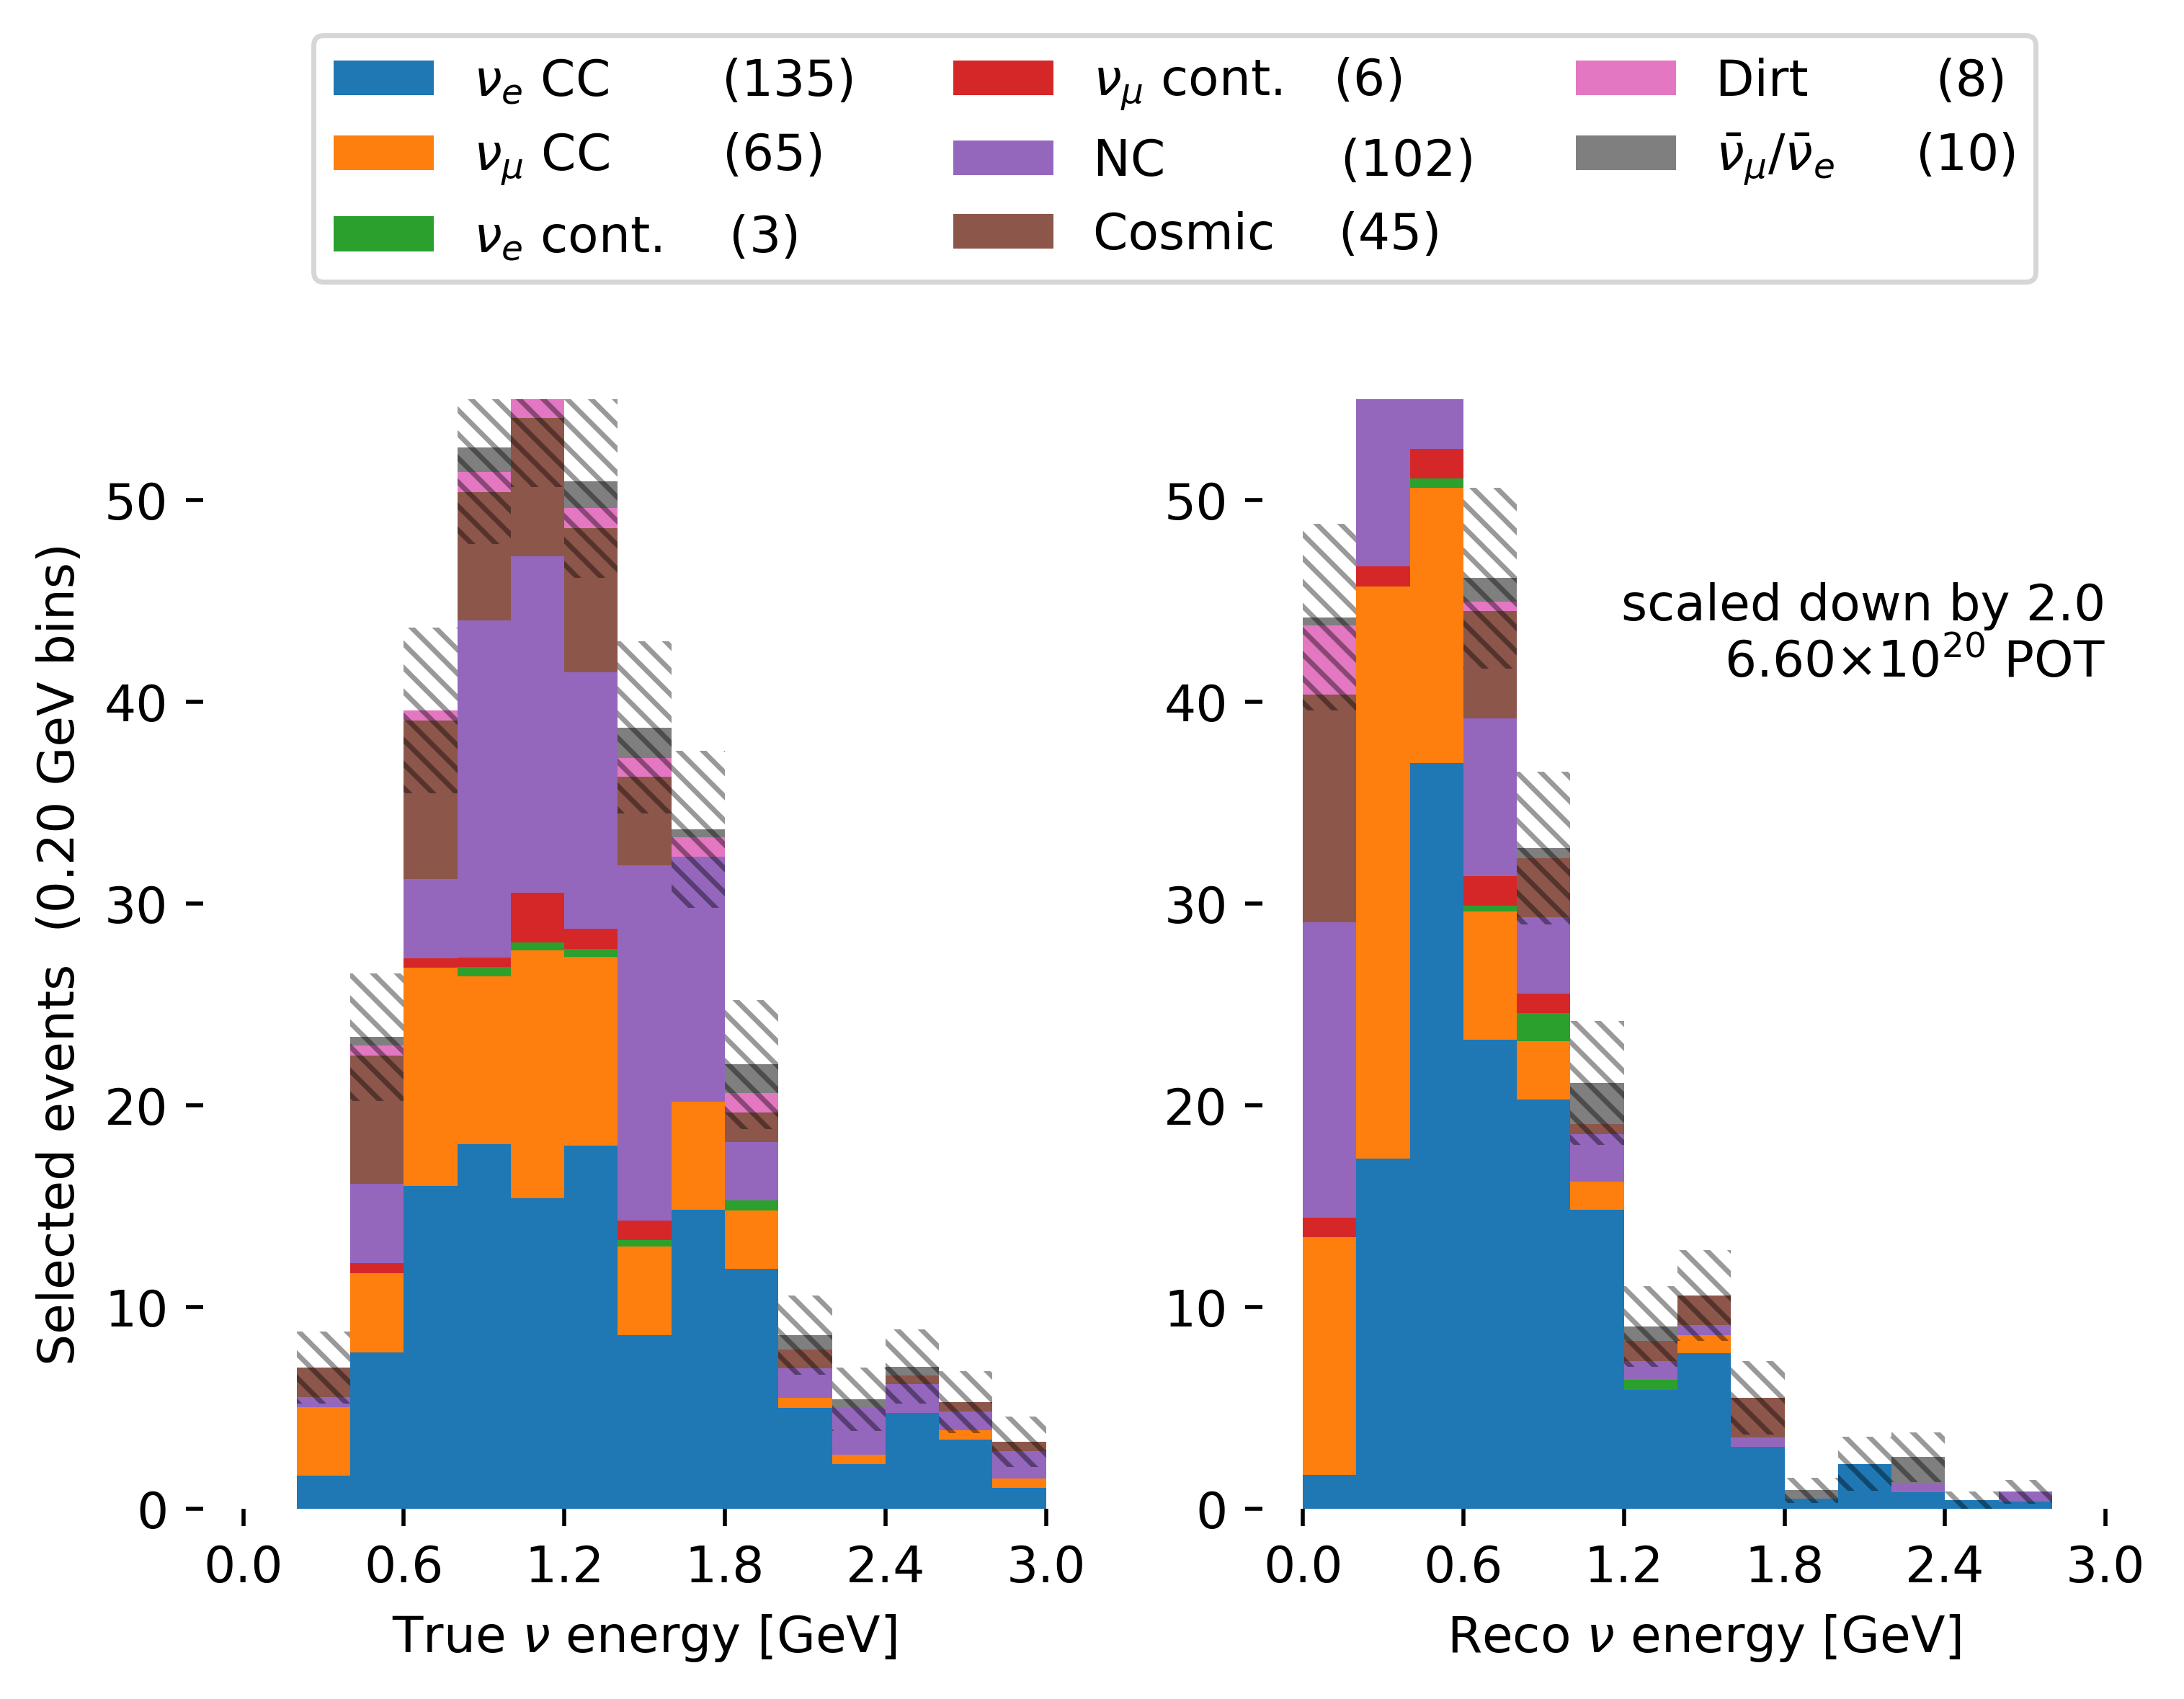 νe CC (135)
νμ CC (65)
νe cont. (3)
νμ cont. (6)
NC (102)
Cosmic (45)
Dirt (8)
ν̄μ/ν̄e (10)
Selected events (0.20 GeV bins)
50
40
30
20
10
0
0.0 0.6 1.2 1.8 2.4 3.0
True ν energy [GeV]
scaled down by 2.0
6.60×10²⁰ POT
50
40
30
20
10
0
0.0 0.6 1.2 1.8 2.4 3.0
Reco ν energy [GeV]